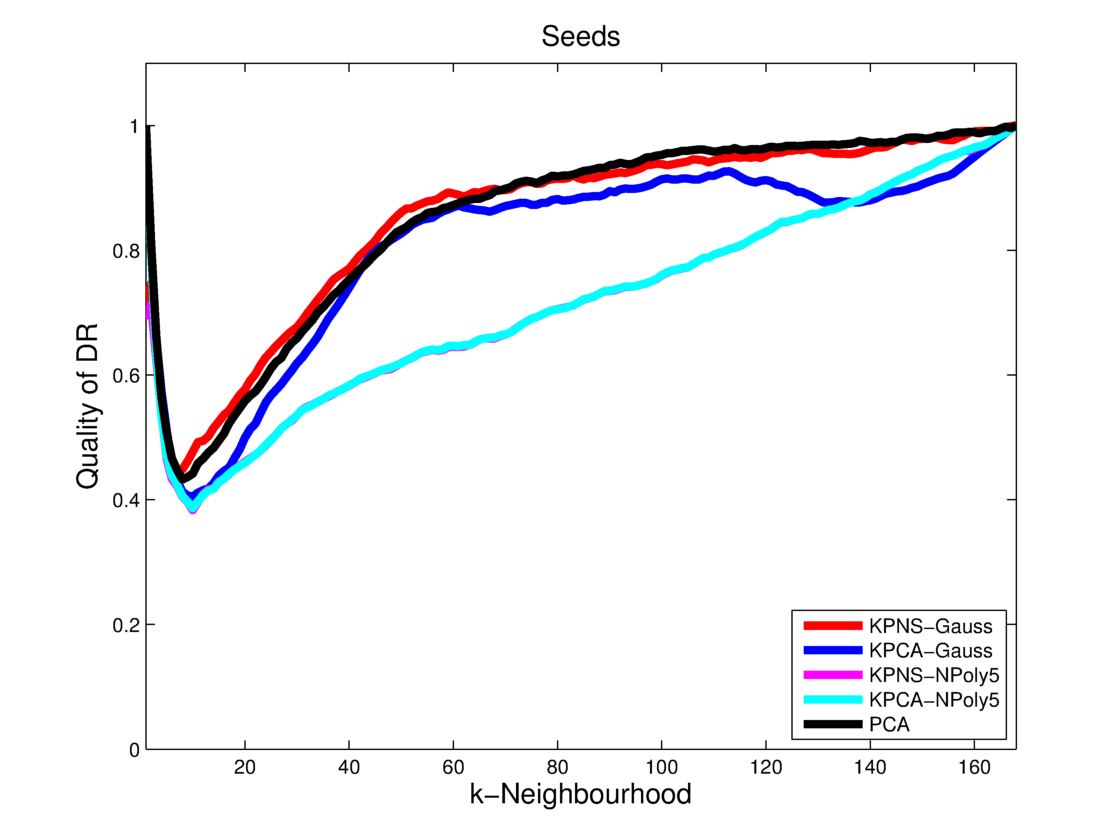 Seeds
Quality of DR
1
0.8
0.6
0.4
0.2
0
20 40 60 80 100 120 140 160
k−Neighbourhood
KPNS−Gauss
KPCA−Gauss
KPNS−NPoly5
KPCA−NPoly5
PCA